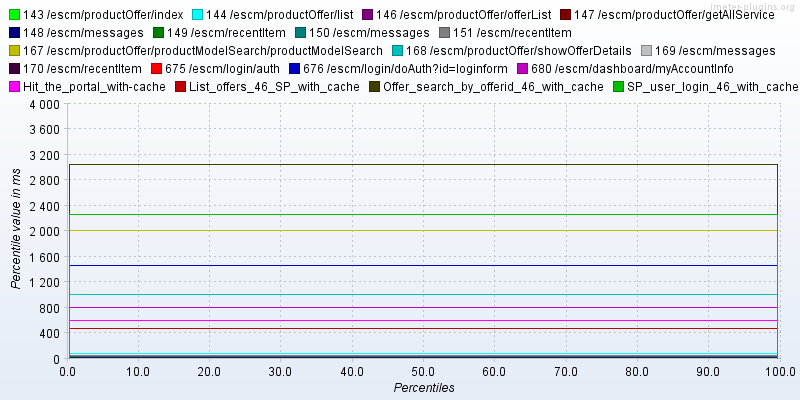 jmeter-plugins.org
143 /escm/productOffer/index 144 /escm/productOffer/list 146 /escm/productOffer/offerList 147 /escm/productOffer/getAllService
148 /escm/messages 149 /escm/recentItem 150 /escm/messages 151 /escm/recentItem
167 /escm/productOffer/productModelSearch/productModelSearch 168 /escm/productOffer/showOfferDetails 169 /escm/messages
170 /escm/recentItem 675 /escm/login/auth 676 /escm/login/doAuth?id=loginform 680 /escm/dashboard/myAccountInfo
Hit_the_portal_with-cache List_offers_46_SP_with_cache Offer_search_by_offerid_46_with_cache SP_user_login_46_with_cache
4 000
3 600
3 200
2 800
2 400
2 000
1 600
1 200
800
400
0
Percentile value in ms
0.0 10.0 20.0 30.0 40.0 50.0 60.0 70.0 80.0 90.0 100.0
Percentiles